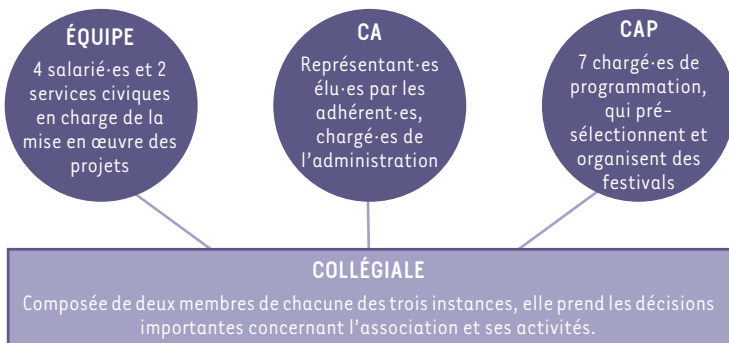 ÉQUIPE
4 salarié·es et 2
services civiques
en charge de la
mise en œuvre des
projets
CA
Représentant·es
élu·es par les
adhérent·es,
chargé·es de
l'administration
CAP
7 chargé·es de
programmation,
qui pré-
sélectionnent et
organisent des
festivals
COLLÉGIALE
Composée de deux membres de chacune des trois instances, elle prend les décisions
importantes concernant l'association et ses activités.